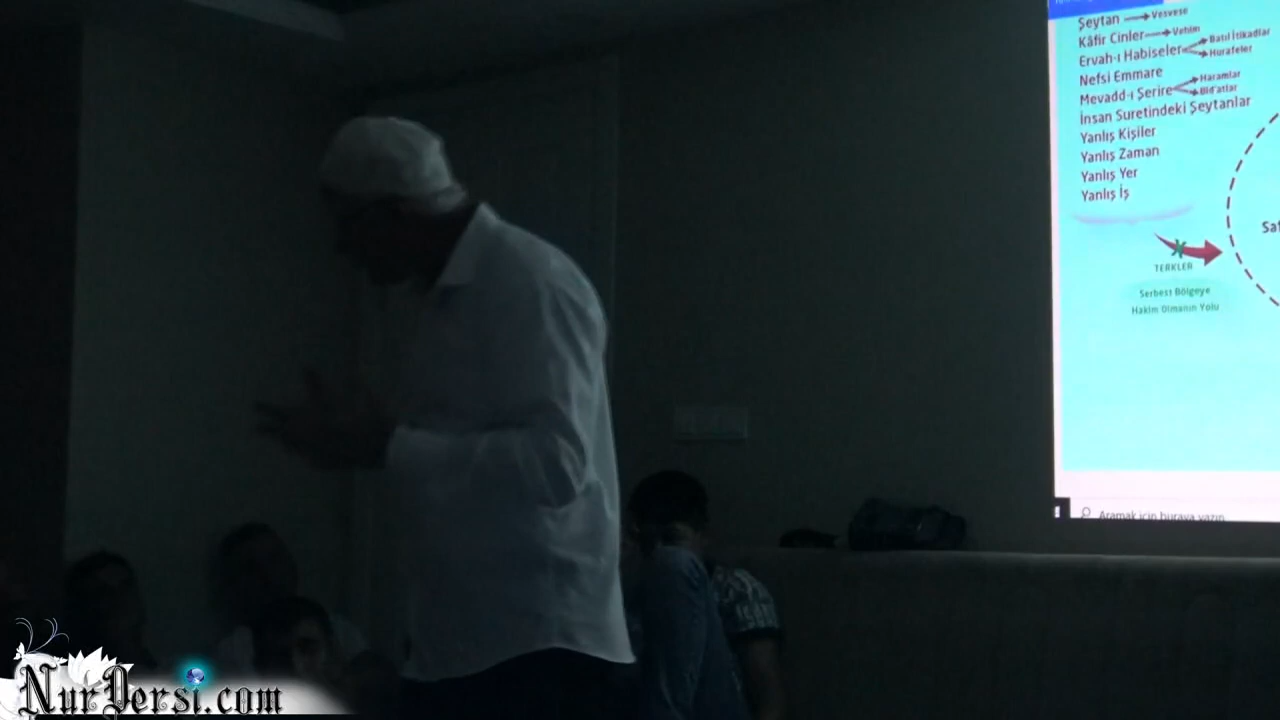 Şeytan → Vesvese
Kâfir Cinler → Vehim
Ervah-ı Habiseler → Batıl İtikadlar
→ Hurafeler
Nefsi Emmare
Mevadd-ı Şerire → Haramlar
→ Bid'atlar
İnsan Suretindeki Şeytanlar
Yanlış Kişiler
Yanlış Zaman
Yanlış Yer
Yanlış İş
TERKLER
Serbest Bölgeye
Hakim Olmanın Yolu
Aramak için buraya yazın
NurDersi.com